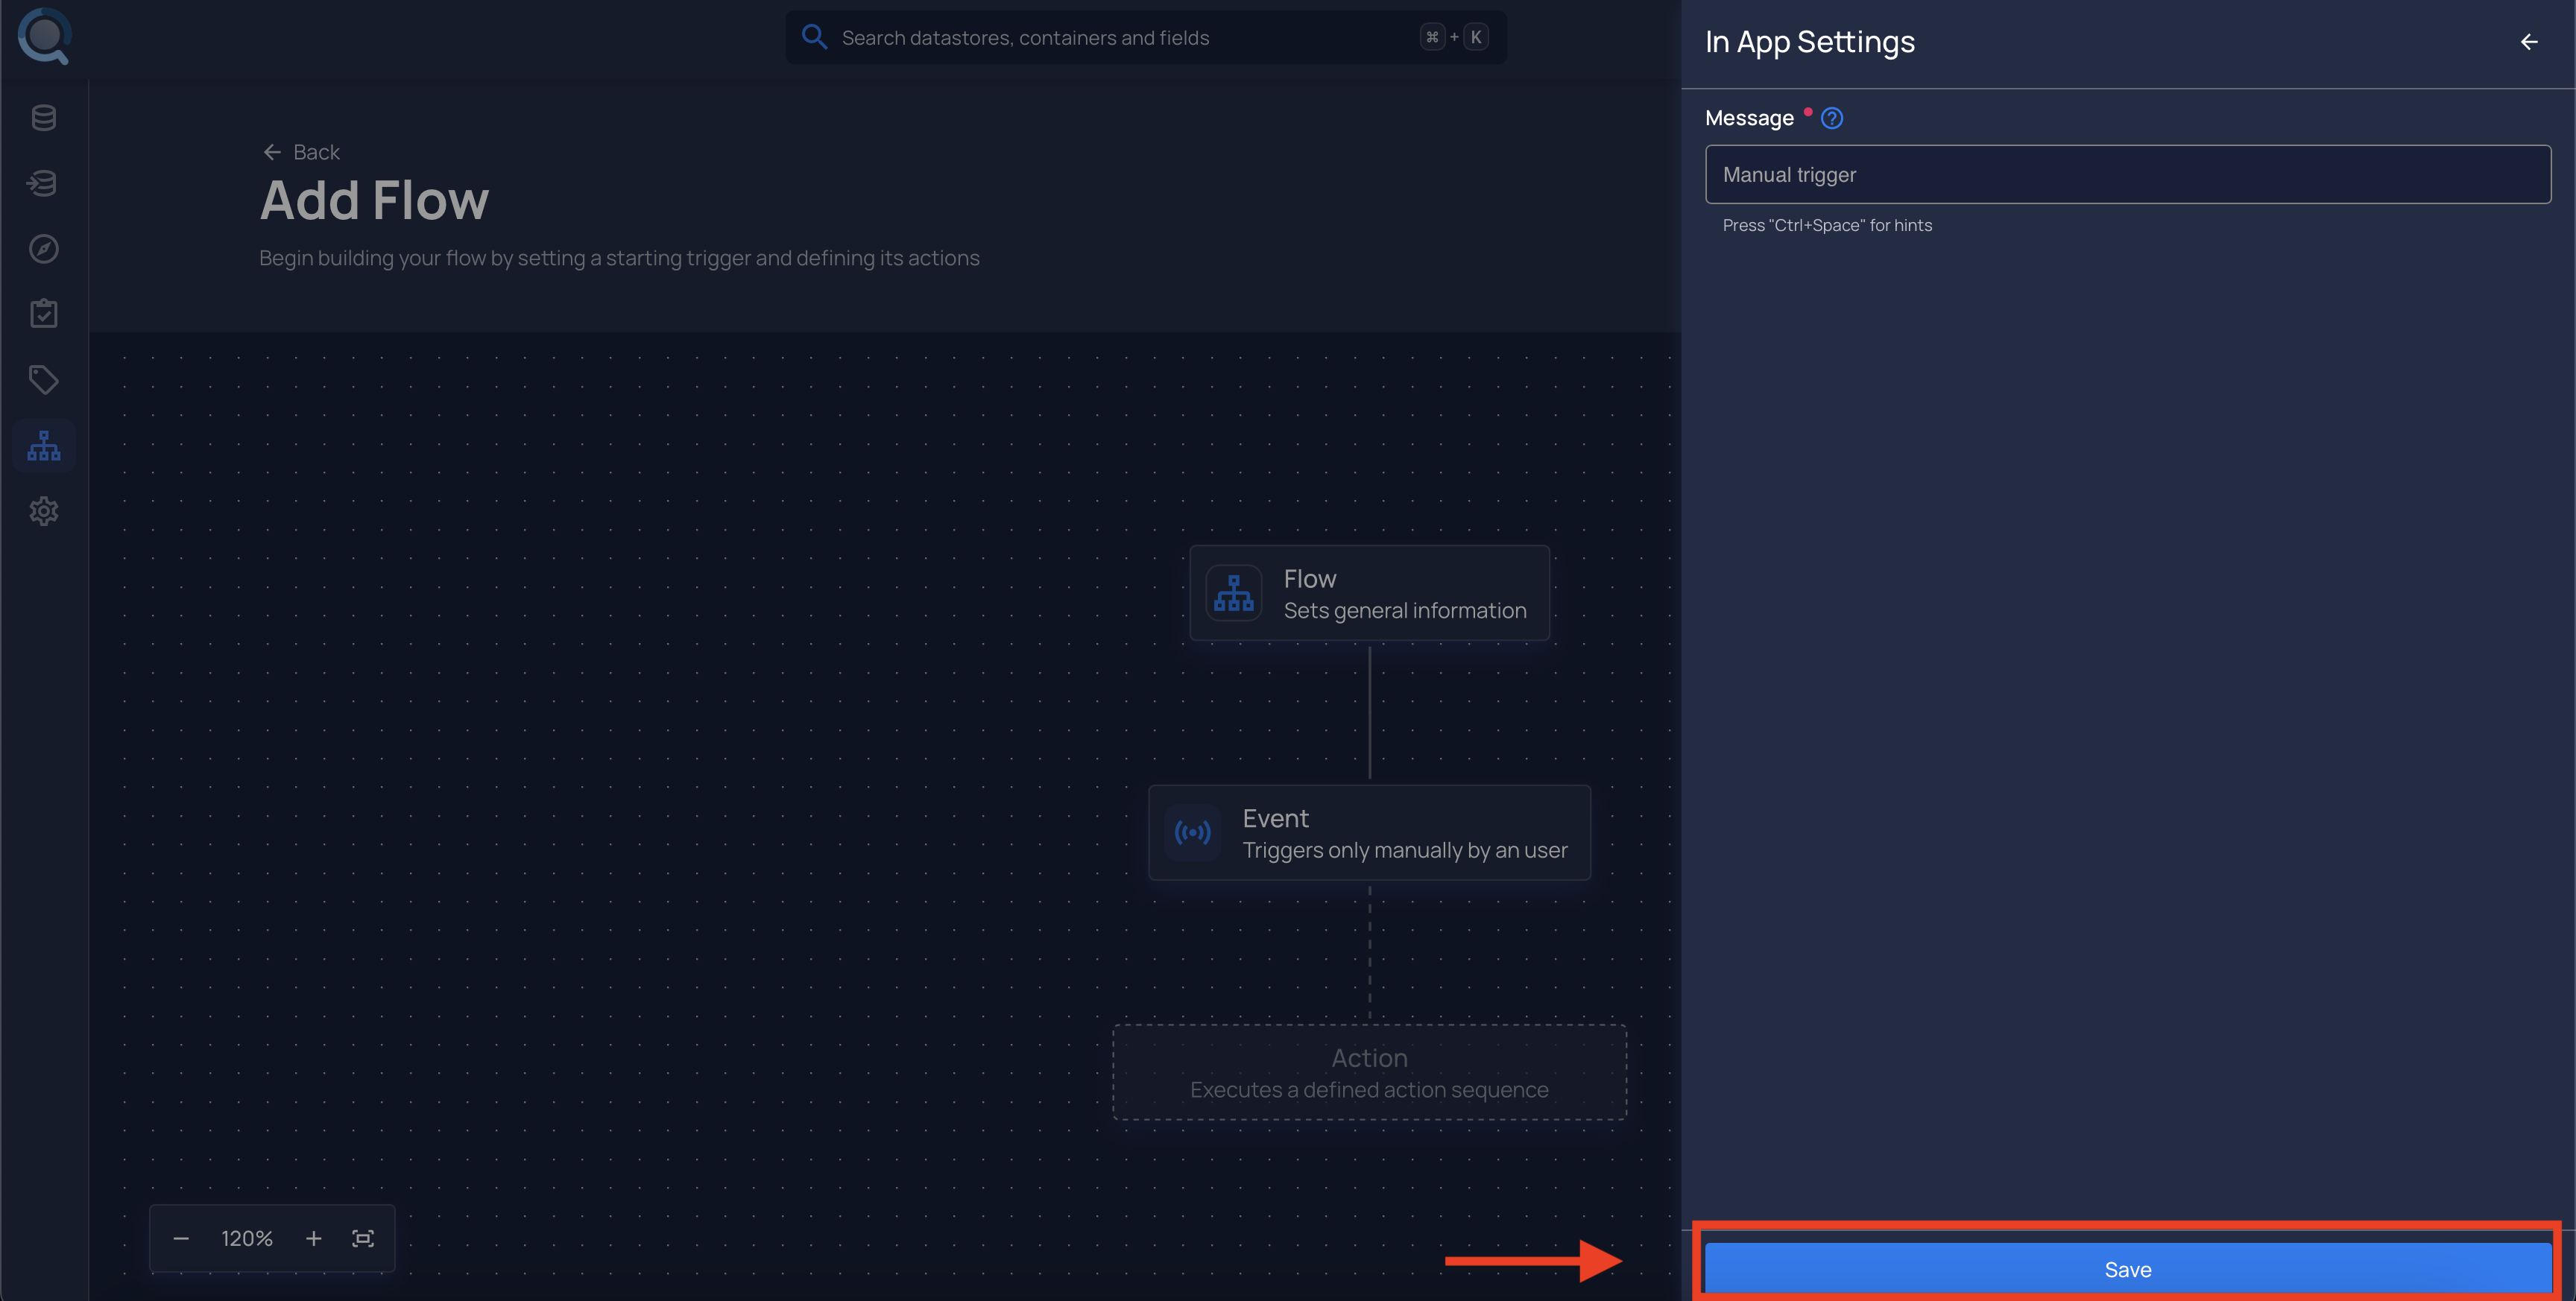 Search datastores, containers and fields
⌘ + K
Back
Add Flow
Begin building your flow by setting a starting trigger and defining its actions
Flow
Sets general information
Event
Triggers only manually by an user
Action
Executes a defined action sequence
120%
In App Settings
Message
Manual trigger
Press "Ctrl+Space" for hints
Save